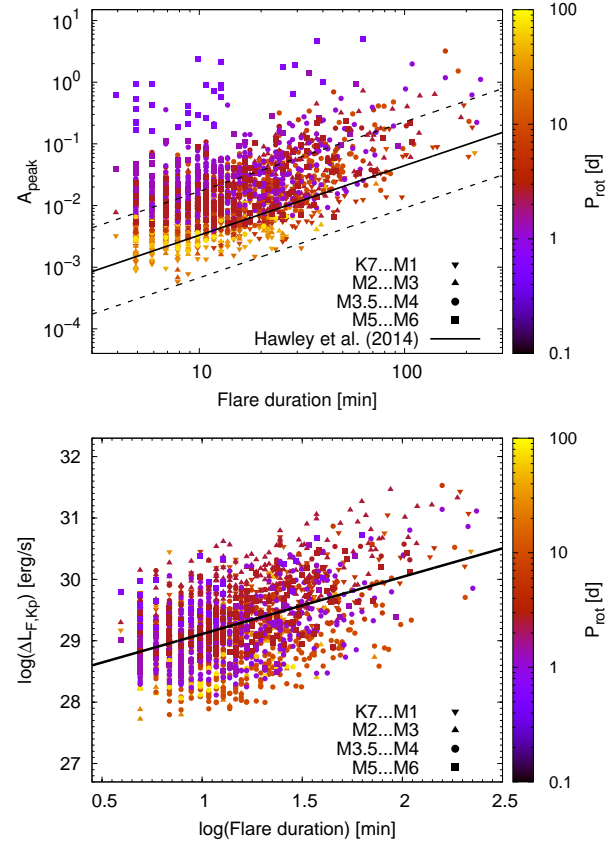 10^1
10^0
10^-1
10^-2
10^-3
10^-4
A_peak
K7...M1
M2...M3
M3.5...M4
M5...M6
Hawley et al. (2014)
10
100
Flare duration [min]
100
10
1
0.1
P_rot [d]
32
31
30
29
28
27
log(ΔL_F,Kp) [erg/s]
K7...M1
M2...M3
M3.5...M4
M5...M6
0.5
1
1.5
2
2.5
log(Flare duration) [min]
100
10
1
0.1
P_rot [d]